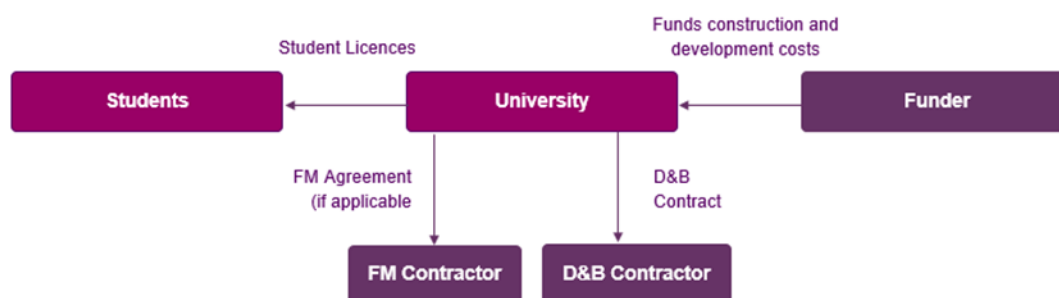 Funds construction and
development costs
Student Licences
Students
University
Funder
FM Agreement
(if applicable
D&B
Contract
FM Contractor
D&B Contractor